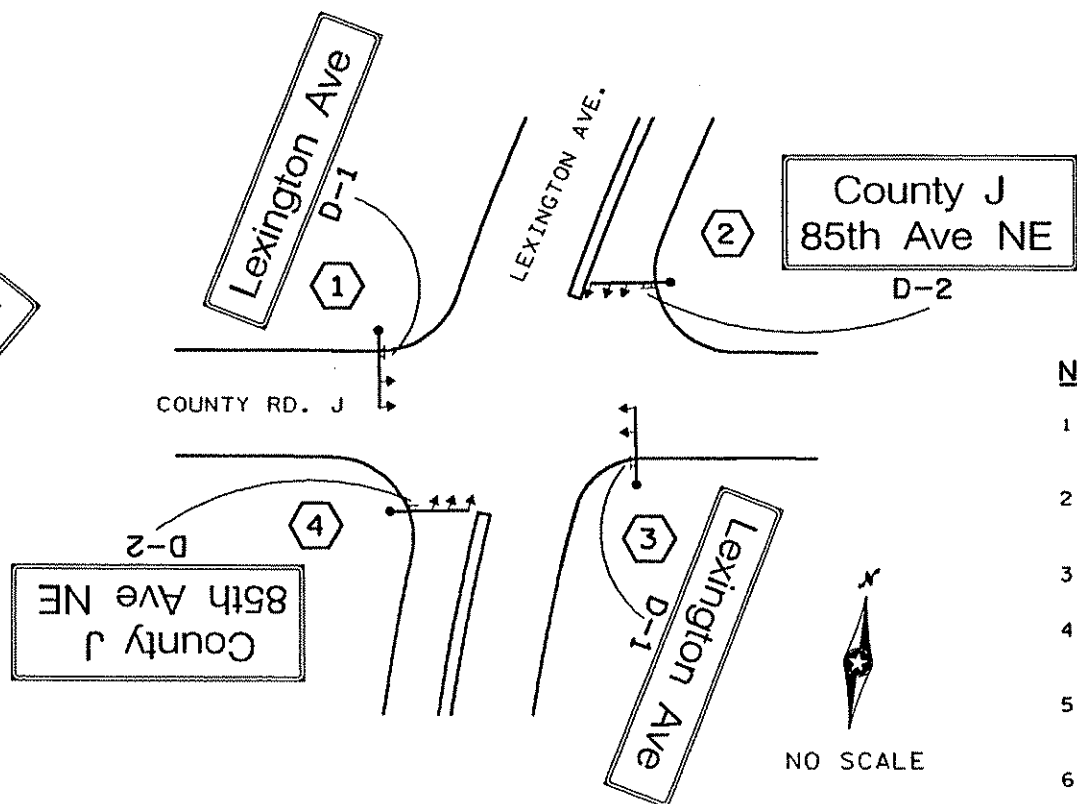 Lexington Ave
D-1
1
LEXINGTON AVE.
2
County J
85th Ave NE
D-2
COUNTY RD. J
4
D-2
County J
85th Ave NE
3
D-1
Lexington Ave
N
NO SCALE
N
1
2
3
4
5
6